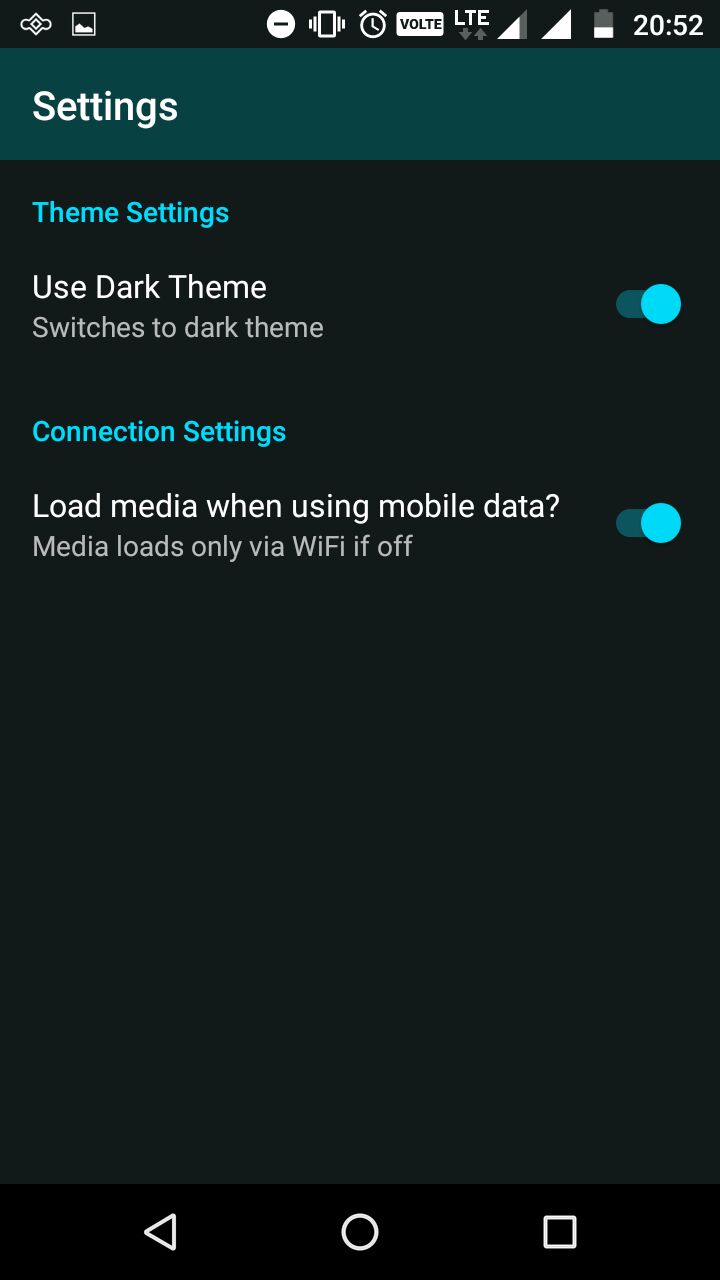 VOLTE LTE 20:52
Settings
Theme Settings
Use Dark Theme
Switches to dark theme
Connection Settings
Load media when using mobile data?
Media loads only via WiFi if off